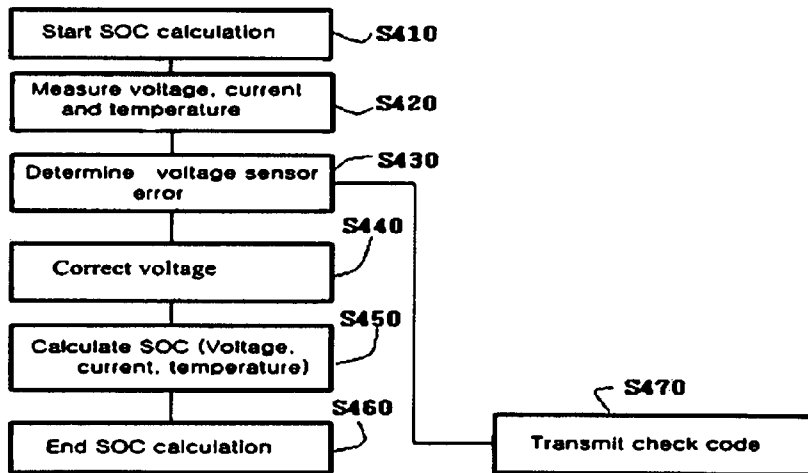 Start SOC calculation
S410
Measure voltage, current
and temperature
S420
Determine voltage sensor
error
S430
Correct voltage
S440
Calculate SOC (Voltage,
current, temperature)
S450
End SOC calculation
S460
Transmit check code
S470